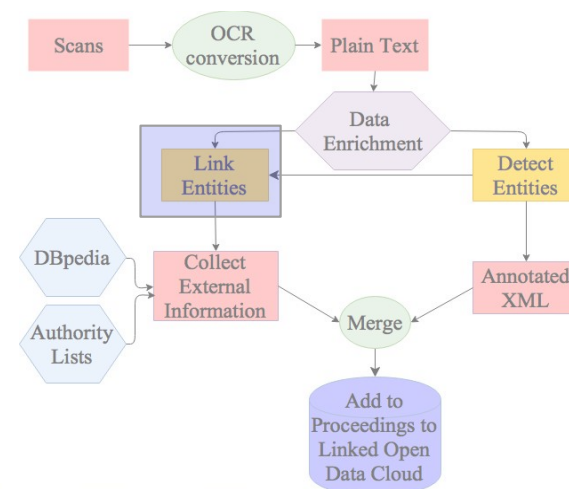 Scans
OCR
conversion
Plain Text
Data
Enrichment
Link
Entities
Detect
Entities
DBpedia
Collect
External
Information
Annotated
XML
Authority
Lists
Merge
Add to
Proceedings to
Linked Open
Data Cloud